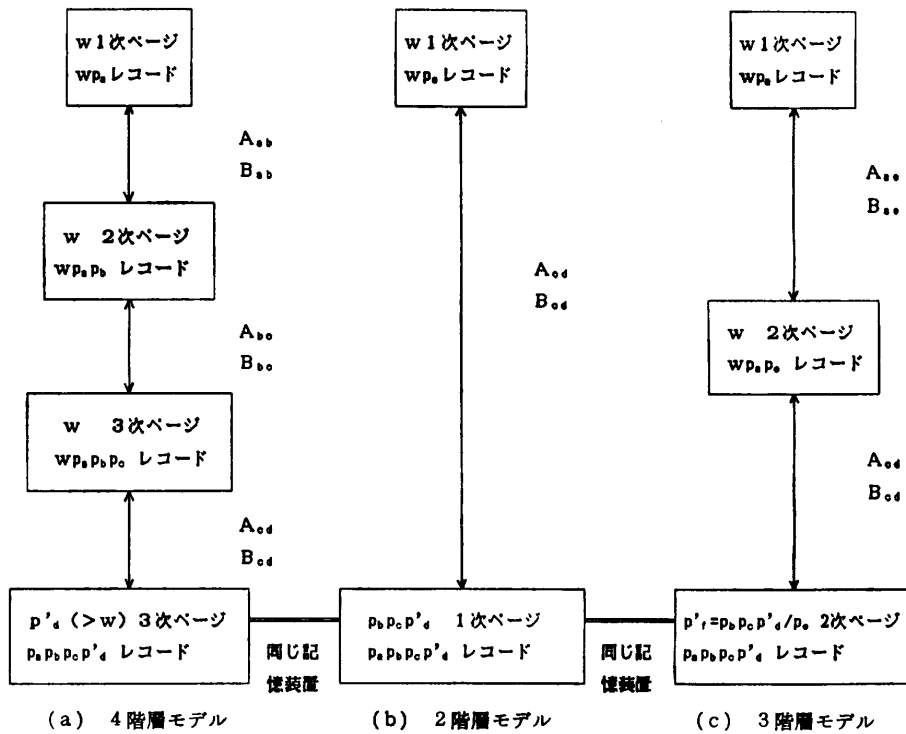 w1次ページ
wpₐレコード
Aₐb
Bₐb
w 2次ページ
wpₐpb レコード
Abc
Bbc
w 3次ページ
wpₐpbpc レコード
Acd
Bcd
p'd (>w) 3次ページ
pₐpbpcp'd レコード
(a) 4階層モデル
同じ記
憶装置
w1次ページ
wpₐレコード
Acd
Bcd
pbpcp'd 1次ページ
pₐpbpcp'd レコード
(b) 2階層モデル
同じ記
憶装置
w1次ページ
wpₐレコード
Aₐₑ
Bₐₑ
w 2次ページ
wpₐpₑ レコード
Acd
Bcd
p'f=pbpcp'd/pₑ 2次ページ
pₐpbpcp'd レコード
(c) 3階層モデル